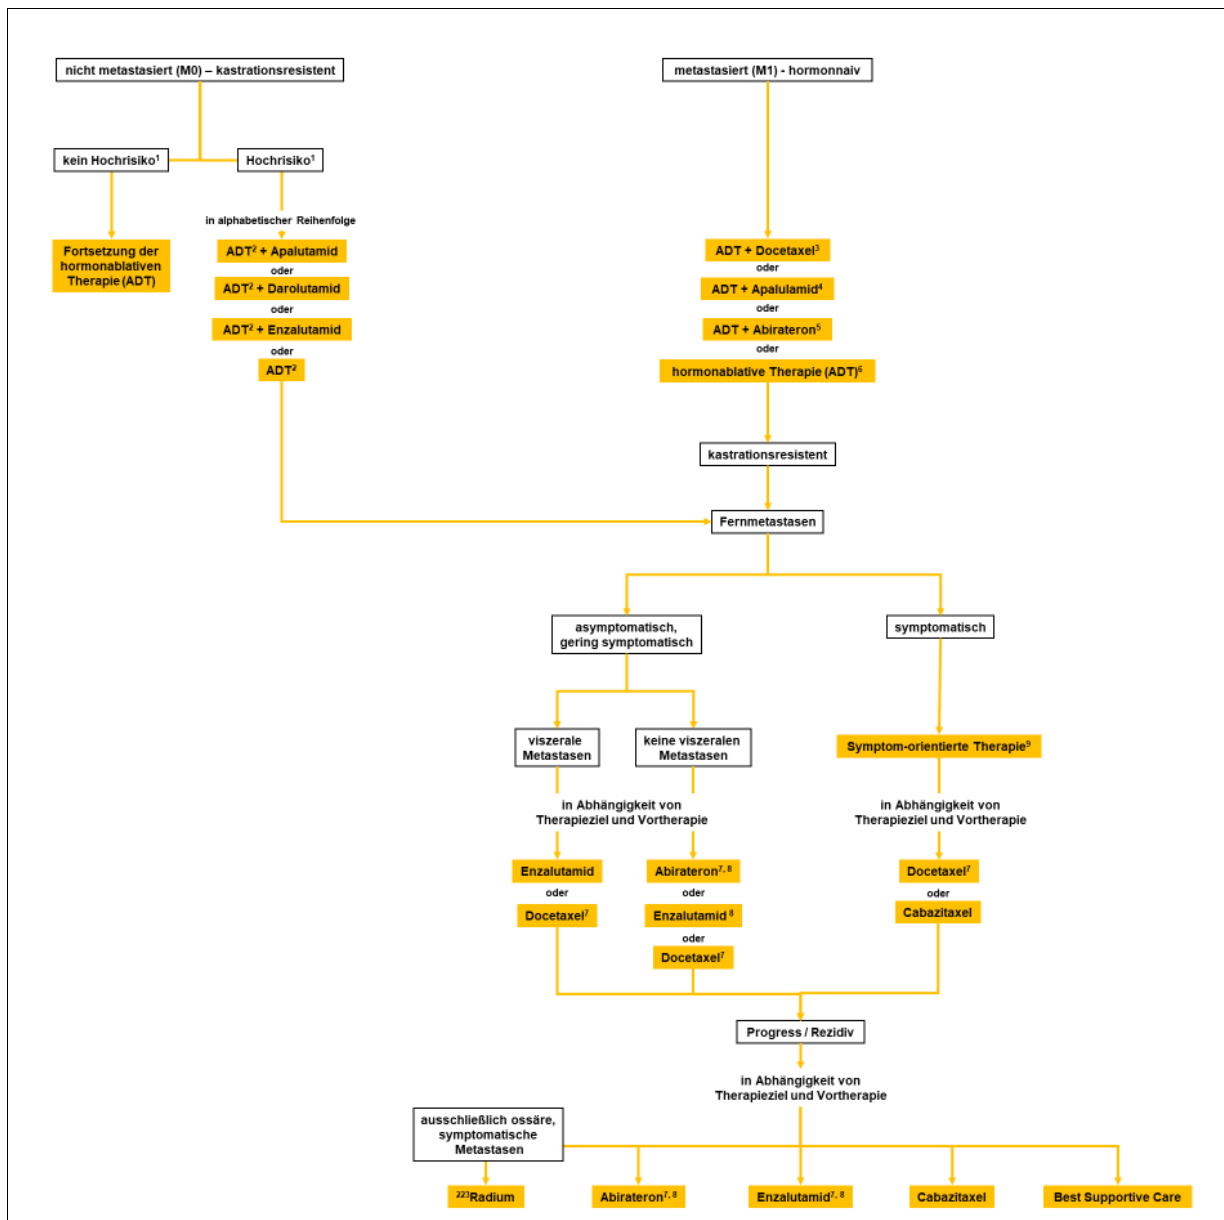 nicht metastasiert (M0) – kastrationsresistent
metastasiert (M1) - hormonnaiv
kein Hochrisiko¹
Hochrisiko¹
in alphabetischer Reihenfolge
Fortsetzung der
hormonablativen
Therapie (ADT)
ADT² + Apalutamid
oder
ADT² + Darolutamid
oder
ADT² + Enzalutamid
oder
ADT²
ADT + Docetaxel³
oder
ADT + Apalulamid⁴
oder
ADT + Abirateron⁵
oder
hormonablative Therapie (ADT)⁶
kastrationsresistent
Fernmetastasen
asymptomatisch,
gering symptomatisch
symptomatisch
viszerale
Metastasen
keine viszeralen
Metastasen
Symptom-orientierte Therapie⁹
in Abhängigkeit von
Therapieziel und Vortherapie
in Abhängigkeit von
Therapieziel und Vortherapie
Enzalutamid
oder
Docetaxel⁷
Abirateron⁷,⁸
oder
Enzalutamid ⁸
oder
Docetaxel⁷
Docetaxel⁷
oder
Cabazitaxel
Progress / Rezidiv
in Abhängigkeit von
Therapieziel und Vortherapie
ausschließlich ossäre,
symptomatische
Metastasen
²²³Radium
Abirateron⁷,⁸
Enzalutamid⁷,⁸
Cabazitaxel
Best Supportive Care